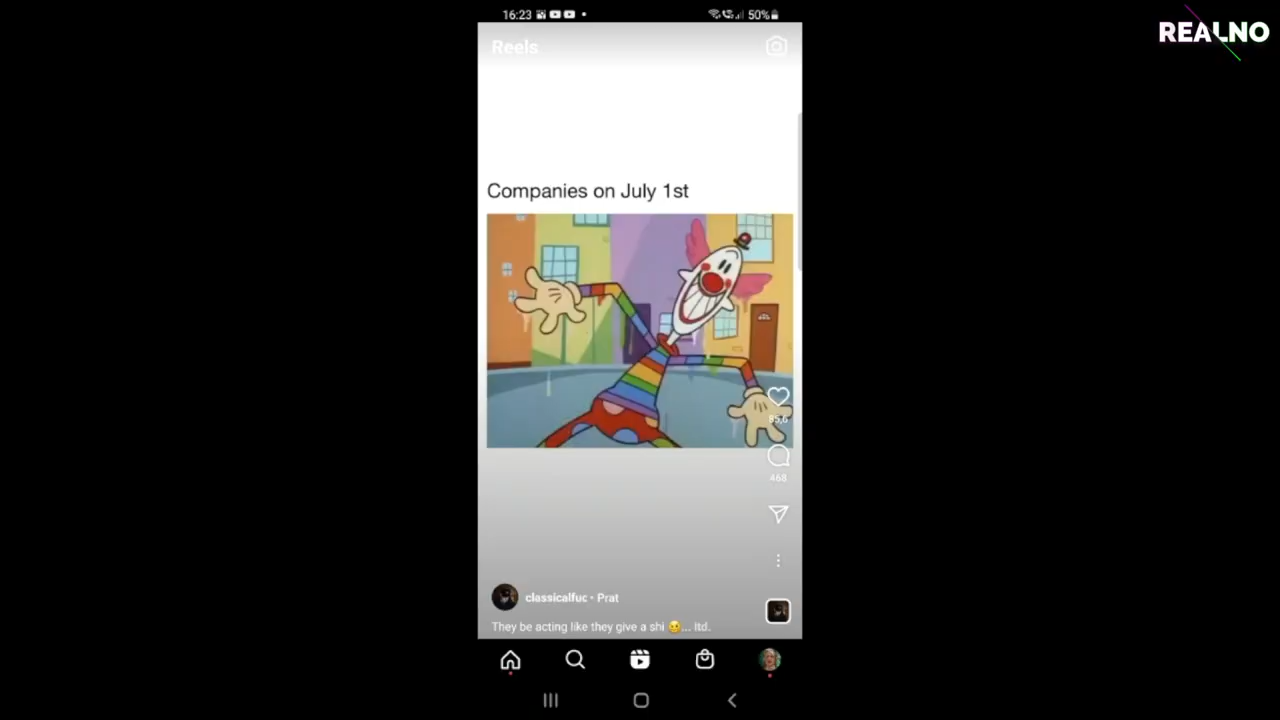 16:23
50%
REALNO
Reels
Companies on July 1st
468
classicalfuc • Prat
They be acting like they give a shi 🥲... ltd.